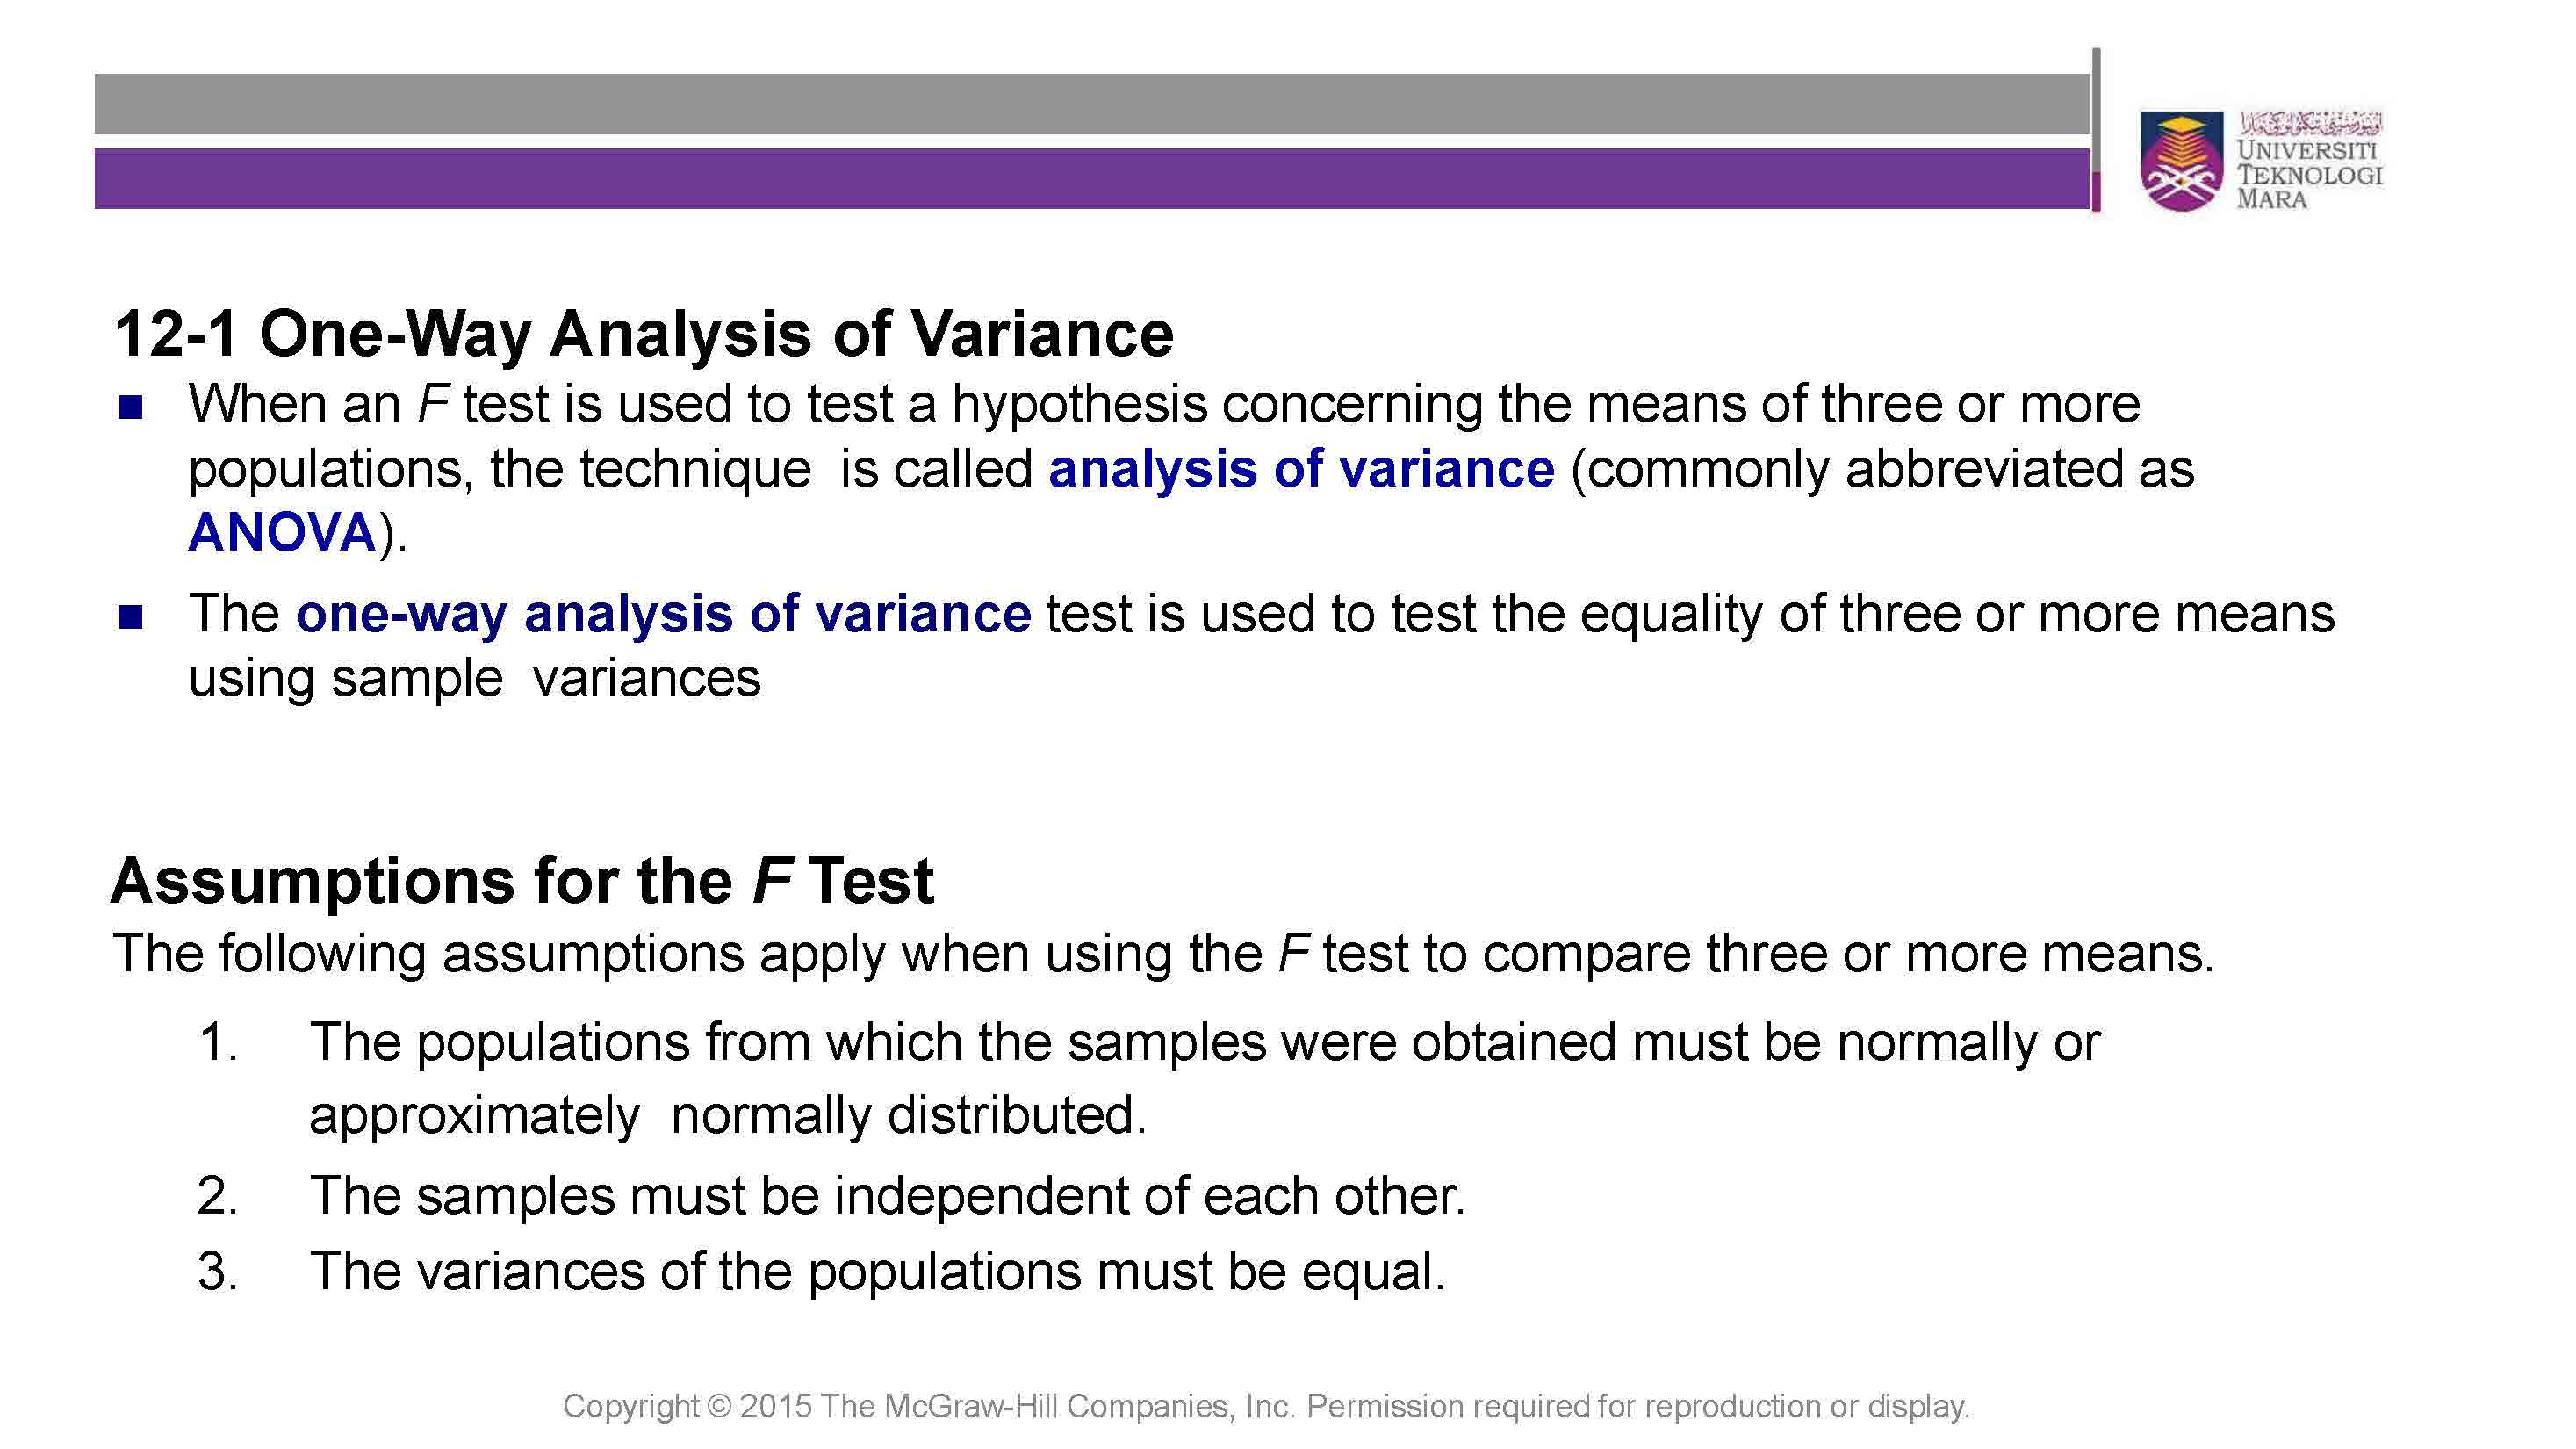 UNIVERSITI
TEKNOLOGI
MARA
12-1 One-Way Analysis of Variance
■ When an F test is used to test a hypothesis concerning the means of three or more
populations, the technique is called analysis of variance (commonly abbreviated as
ANOVA).
■ The one-way analysis of variance test is used to test the equality of three or more means
using sample variances
Assumptions for the F Test
The following assumptions apply when using the F test to compare three or more means.
1. The populations from which the samples were obtained must be normally or
approximately normally distributed.
2. The samples must be independent of each other.
3. The variances of the populations must be equal.
Copyright © 2015 The McGraw-Hill Companies, Inc. Permission required for reproduction or display.